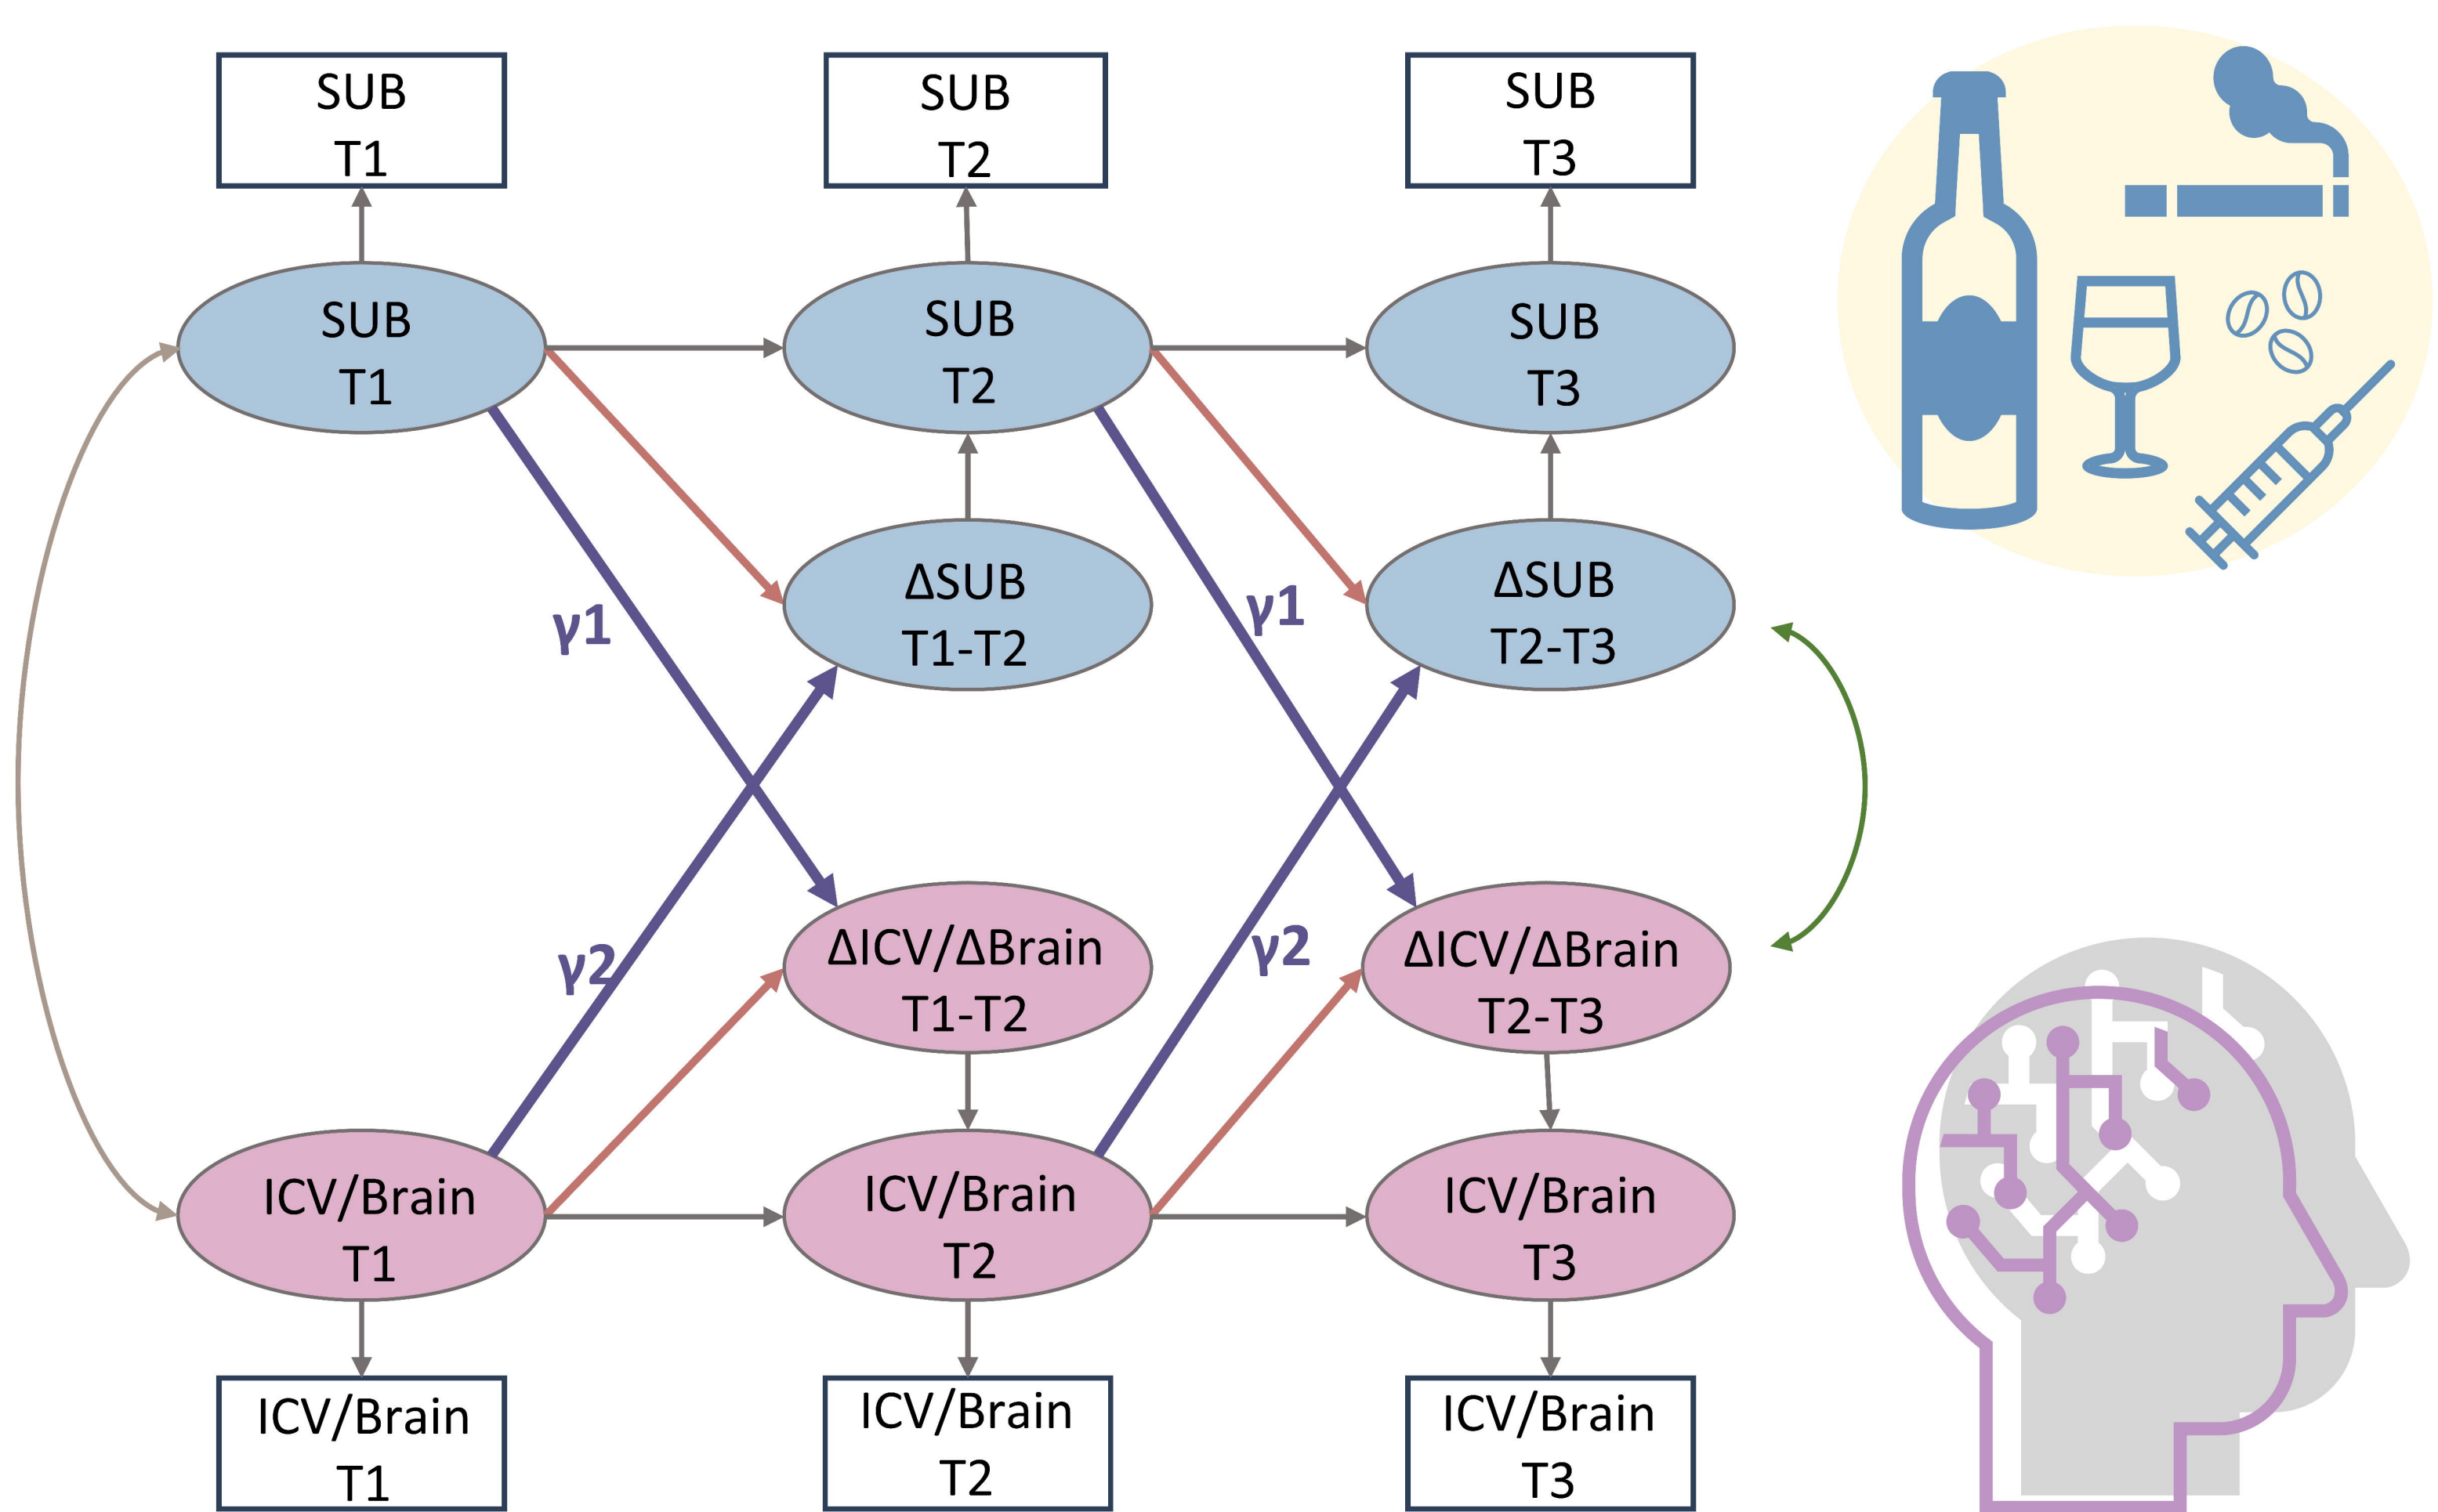 SUB
T1
SUB
T2
SUB
T3
SUB
T1
SUB
T2
SUB
T3
ΔSUB
T1-T2
ΔSUB
T2-T3
γ1
γ1
γ2
γ2
ΔICV/ΔBrain
T1-T2
ΔICV/ΔBrain
T2-T3
ICV/Brain
T1
ICV/Brain
T2
ICV/Brain
T3
ICV/Brain
T1
ICV/Brain
T2
ICV/Brain
T3